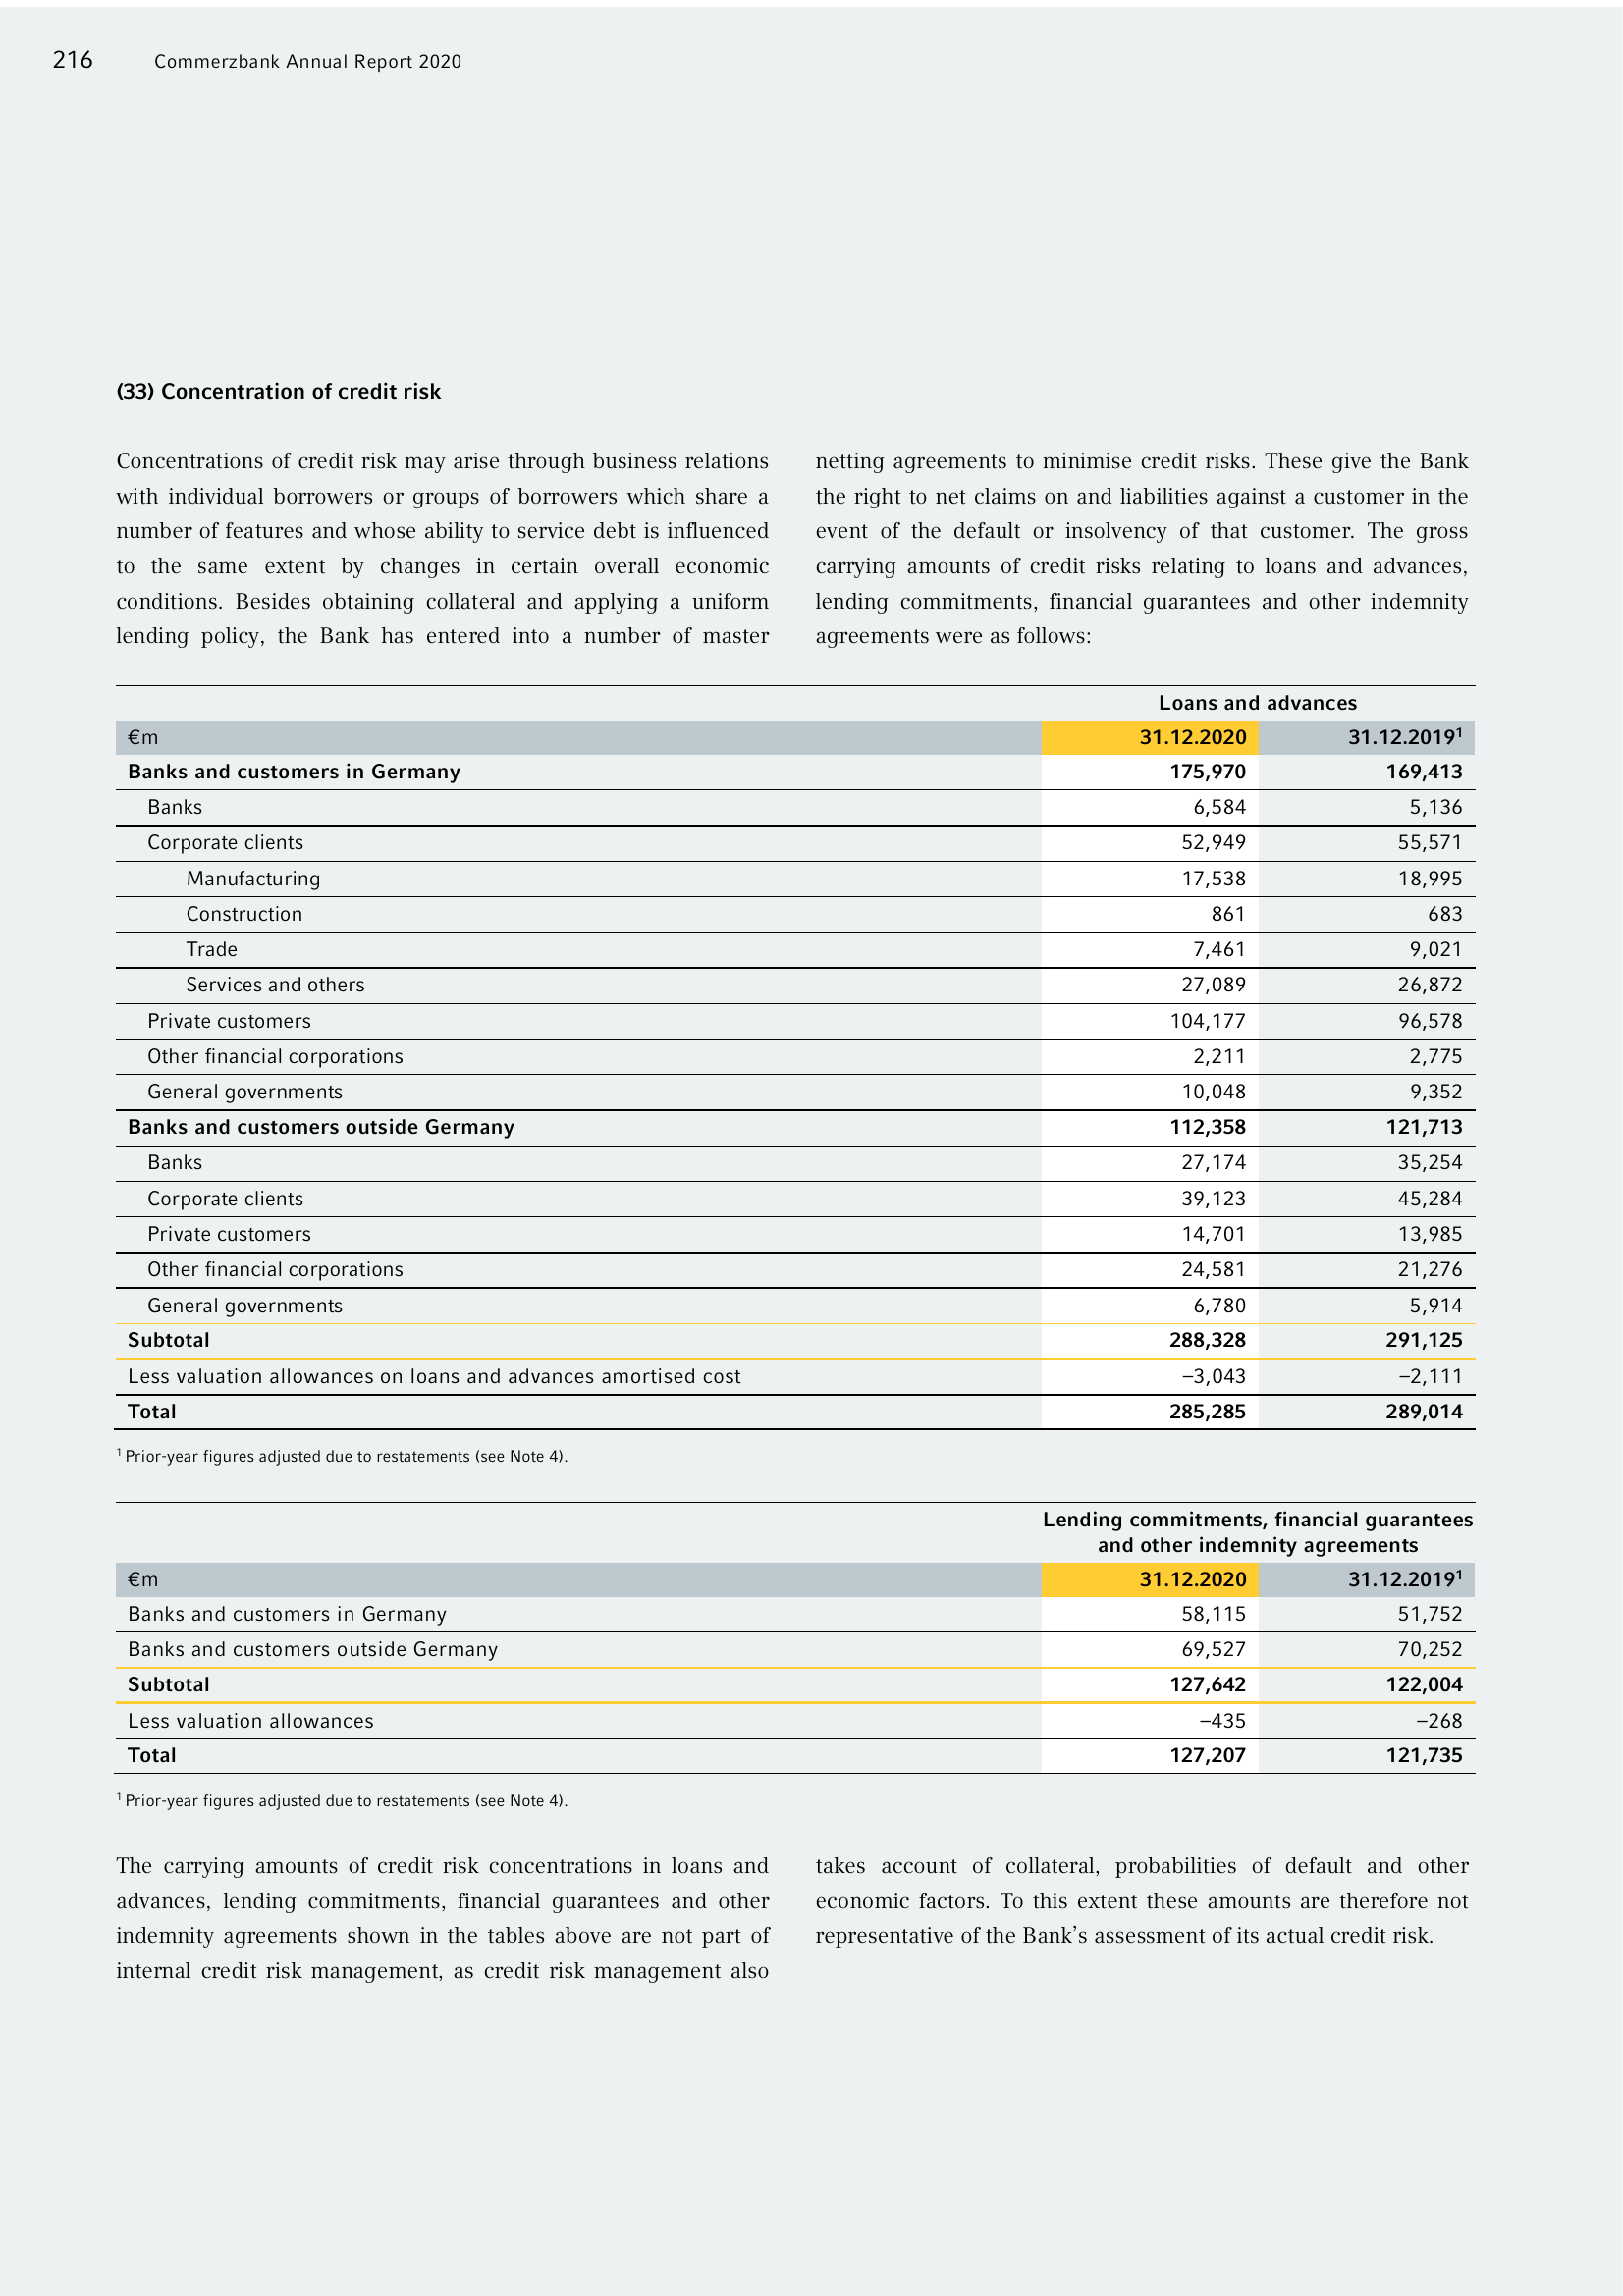 216 Commerzbank Annual Report 2020
(33) Concentration of credit risk
Concentrations of credit risk may arise through business relations
with individual borrowers or groups of borrowers which share a
number of features and whose ability to service debt is influenced
to the same extent by changes in certain overall economic
conditions. Besides obtaining collateral and applying a uniform
lending policy, the Bank has entered into a number of master
netting agreements to minimise credit risks. These give the Bank
the right to net claims on and liabilities against a customer in the
event of the default or insolvency of that customer. The gross
carrying amounts of credit risks relating to loans and advances,
lending commitments, financial guarantees and other indemnity
agreements were as follows:
Loans and advances
€m 31.12.2020 31.12.2019¹
Banks and customers in Germany 175,970 169,413
Banks 6,584 5,136
Corporate clients 52,949 55,571
Manufacturing 17,538 18,995
Construction 861 683
Trade 7,461 9,021
Services and others 27,089 26,872
Private customers 104,177 96,578
Other financial corporations 2,211 2,775
General governments 10,048 9,352
Banks and customers outside Germany 112,358 121,713
Banks 27,174 35,254
Corporate clients 39,123 45,284
Private customers 14,701 13,985
Other financial corporations 24,581 21,276
General governments 6,780 5,914
Subtotal 288,328 291,125
Less valuation allowances on loans and advances amortised cost –3,043 –2,111
Total 285,285 289,014
¹ Prior-year figures adjusted due to restatements (see Note 4).
Lending commitments, financial guarantees
and other indemnity agreements
€m 31.12.2020 31.12.2019¹
Banks and customers in Germany 58,115 51,752
Banks and customers outside Germany 69,527 70,252
Subtotal 127,642 122,004
Less valuation allowances –435 –268
Total 127,207 121,735
¹ Prior-year figures adjusted due to restatements (see Note 4).
The carrying amounts of credit risk concentrations in loans and
advances, lending commitments, financial guarantees and other
indemnity agreements shown in the tables above are not part of
internal credit risk management, as credit risk management also
takes account of collateral, probabilities of default and other
economic factors. To this extent these amounts are therefore not
representative of the Bank's assessment of its actual credit risk.